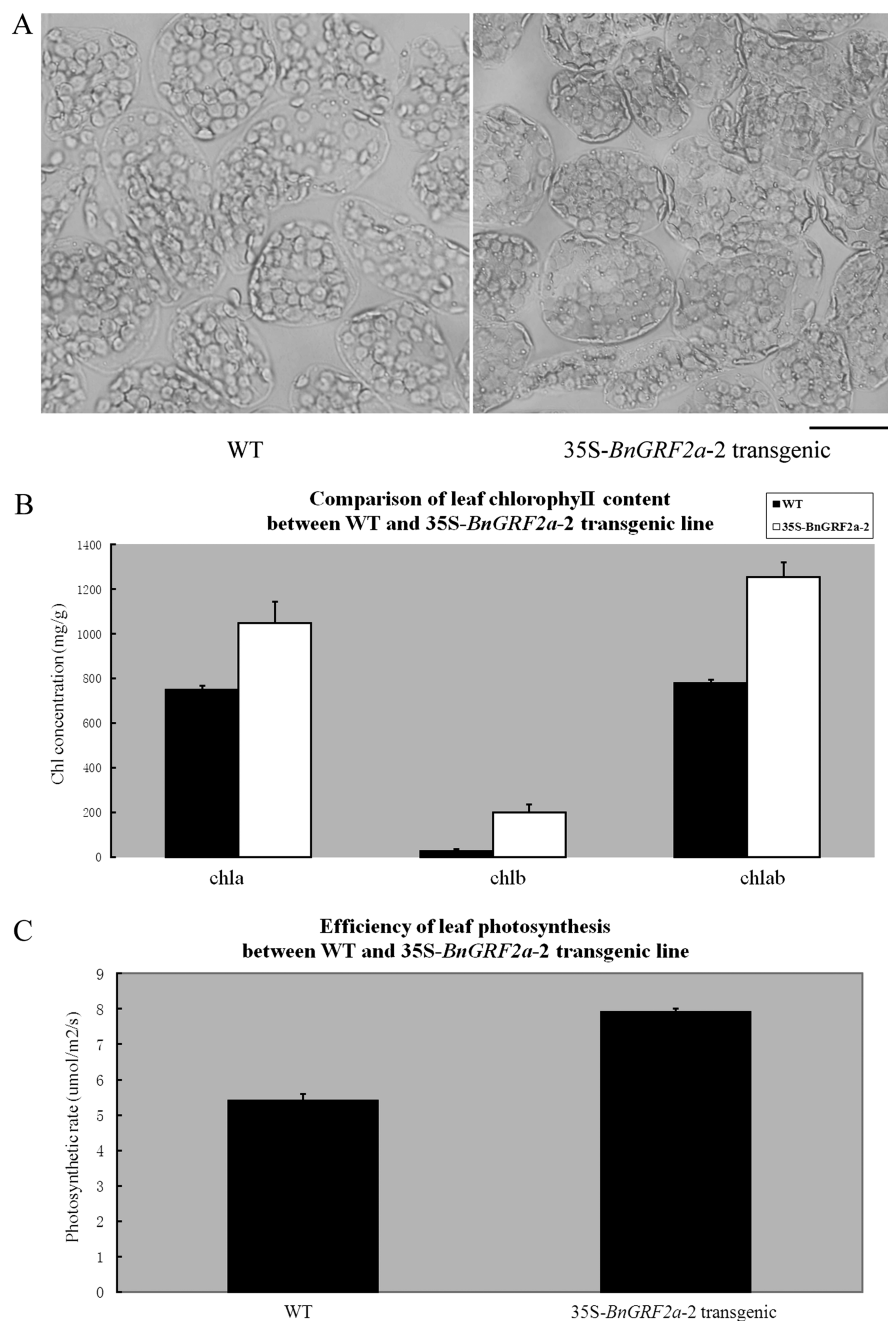 A
WT
35S-BnGRF2a-2 transgenic
B
Comparison of leaf chlorophyⅡ content
between WT and 35S-BnGRF2a-2 transgenic line
WT
35S-BnGRF2a-2
Chl concentration (mg/g)
1400
1200
1000
800
600
400
200
0
chla
chlb
chlab
C
Efficiency of leaf photosynthesis
between WT and 35S-BnGRF2a-2 transgenic line
Photosynthetic rate (umol/m2/s)
9
8
7
6
5
4
3
2
1
0
WT
35S-BnGRF2a-2 transgenic